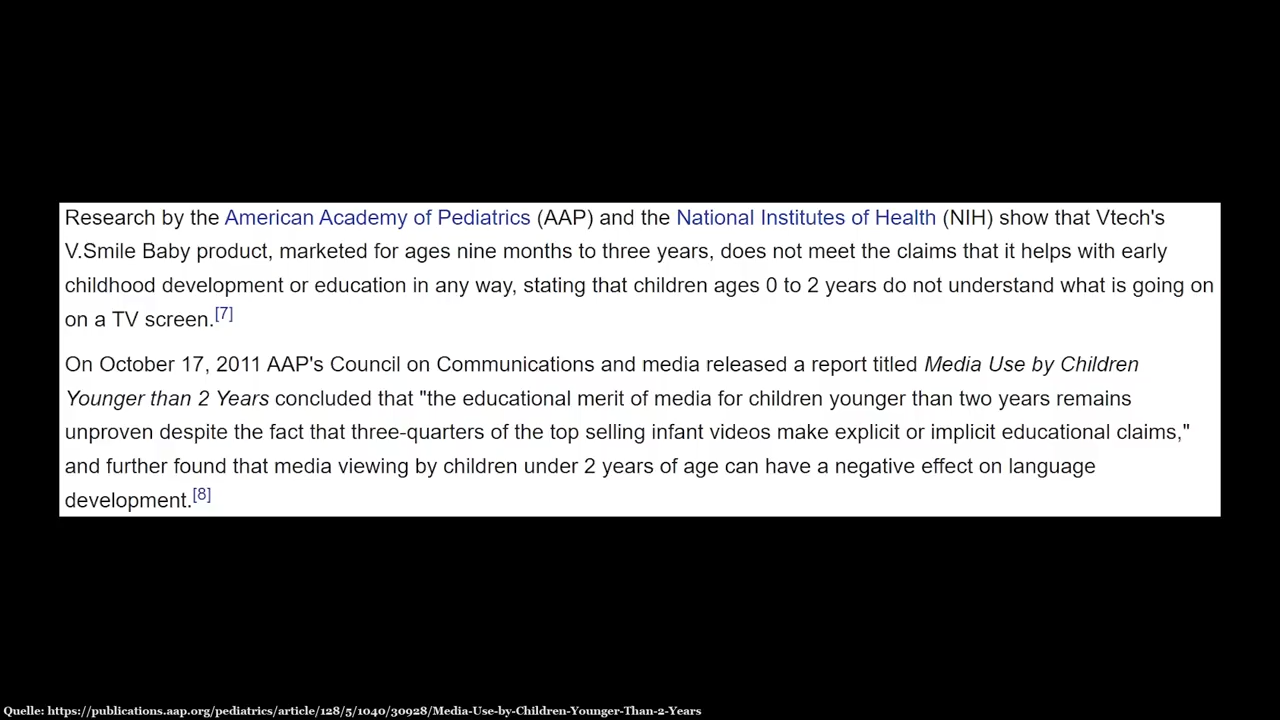 Research by the American Academy of Pediatrics (AAP) and the National Institutes of Health (NIH) show that Vtech's
V.Smile Baby product, marketed for ages nine months to three years, does not meet the claims that it helps with early
childhood development or education in any way, stating that children ages 0 to 2 years do not understand what is going on
on a TV screen.[7]
On October 17, 2011 AAP's Council on Communications and media released a report titled Media Use by Children
Younger than 2 Years concluded that "the educational merit of media for children younger than two years remains
unproven despite the fact that three-quarters of the top selling infant videos make explicit or implicit educational claims,"
and further found that media viewing by children under 2 years of age can have a negative effect on language
development.[8]
Quelle: https://publications.aap.org/pediatrics/article/128/5/1040/30928/Media-Use-by-Children-Younger-Than-2-Years